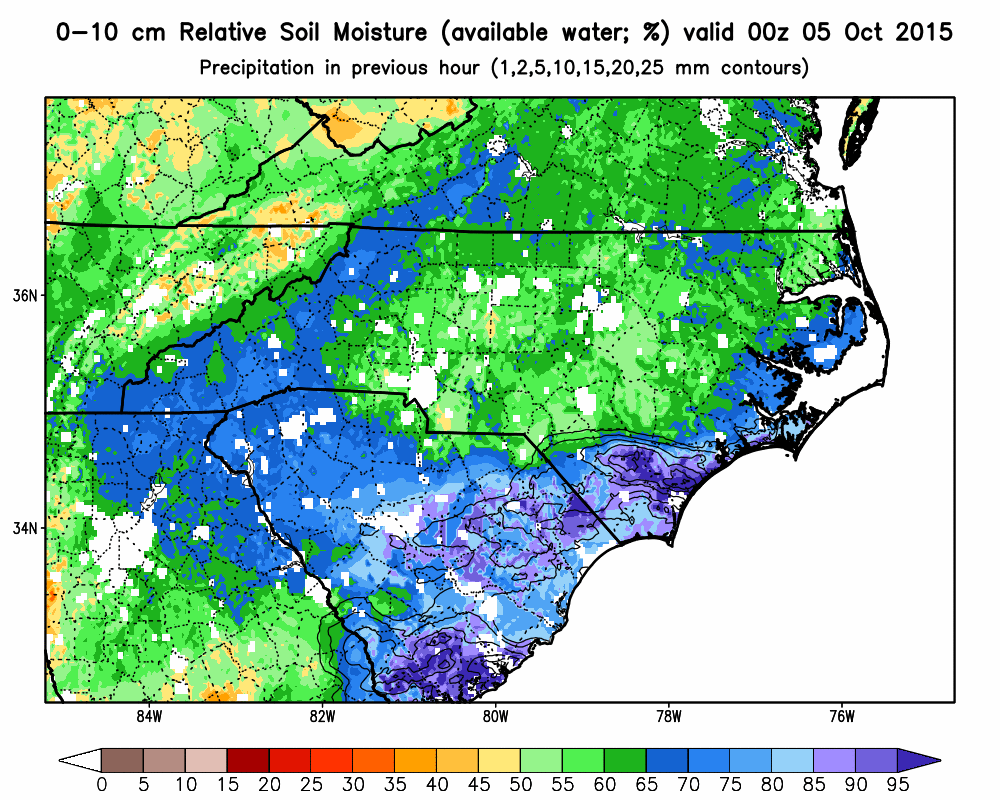 0-10 cm Relative Soil Moisture (available water; %) valid 00z 05 Oct 2015
Precipitation in previous hour (1,2,5,10,15,20,25 mm contours)
36N
34N
84W 82W 80W 78W 76W
0 5 10 15 20 25 30 35 40 45 50 55 60 65 70 75 80 85 90 95